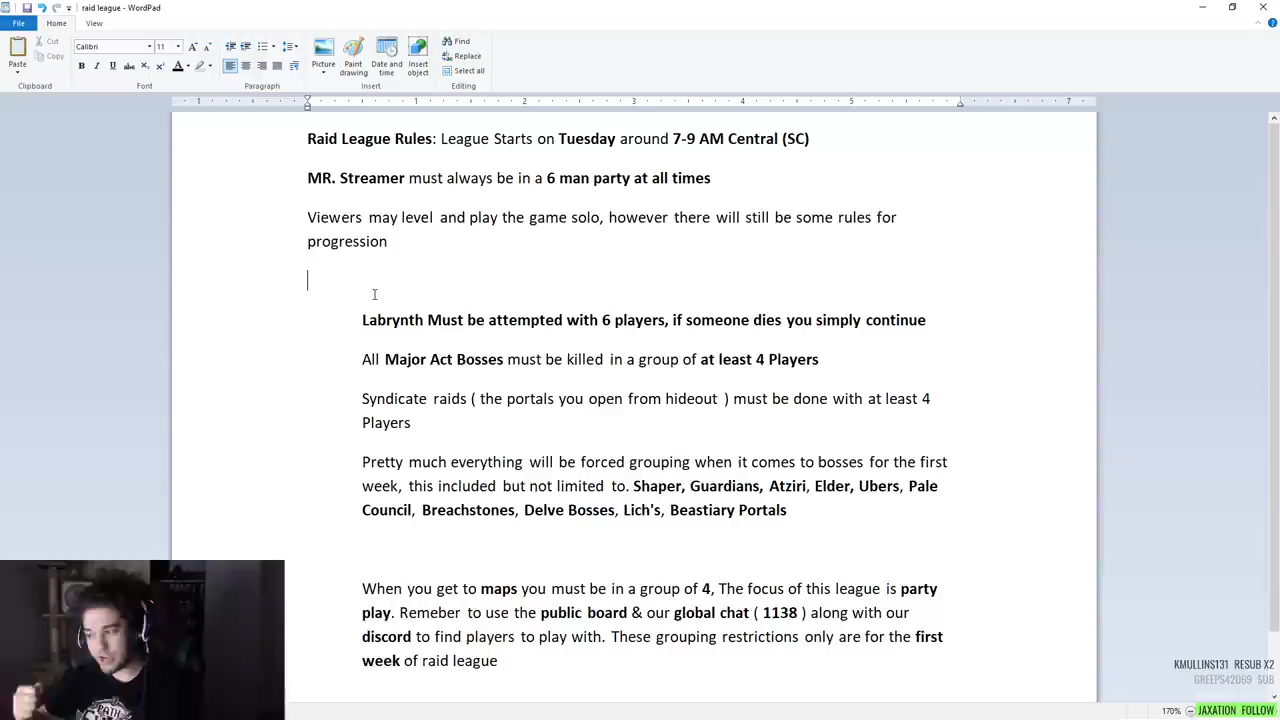 raid league - WordPad
File Home View
Cut
Copy
Paste
Clipboard
Calibri 11
Font
Paragraph
Picture
Paint drawing
Date and time
Insert object
Insert
Find
Replace
Select all
Editing
1 1 2 3 4 5 7
Raid League Rules: League Starts on Tuesday around 7-9 AM Central (SC)
MR. Streamer must always be in a 6 man party at all times
Viewers may level and play the game solo, however there will still be some rules for
progression
Labrynth Must be attempted with 6 players, if someone dies you simply continue
All Major Act Bosses must be killed in a group of at least 4 Players
Syndicate raids ( the portals you open from hideout ) must be done with at least 4
Players
Pretty much everything will be forced grouping when it comes to bosses for the first
week, this included but not limited to. Shaper, Guardians, Atziri, Elder, Ubers, Pale
Council, Breachstones, Delve Bosses, Lich's, Beastiary Portals
When you get to maps you must be in a group of 4, The focus of this league is party
play. Remeber to use the public board & our global chat ( 1138 ) along with our
discord to find players to play with. These grouping restrictions only are for the first
week of raid league
KMULLINS131 RESUB X2
GREEPS42069 SUB
170%
JAXATION FOLLOW